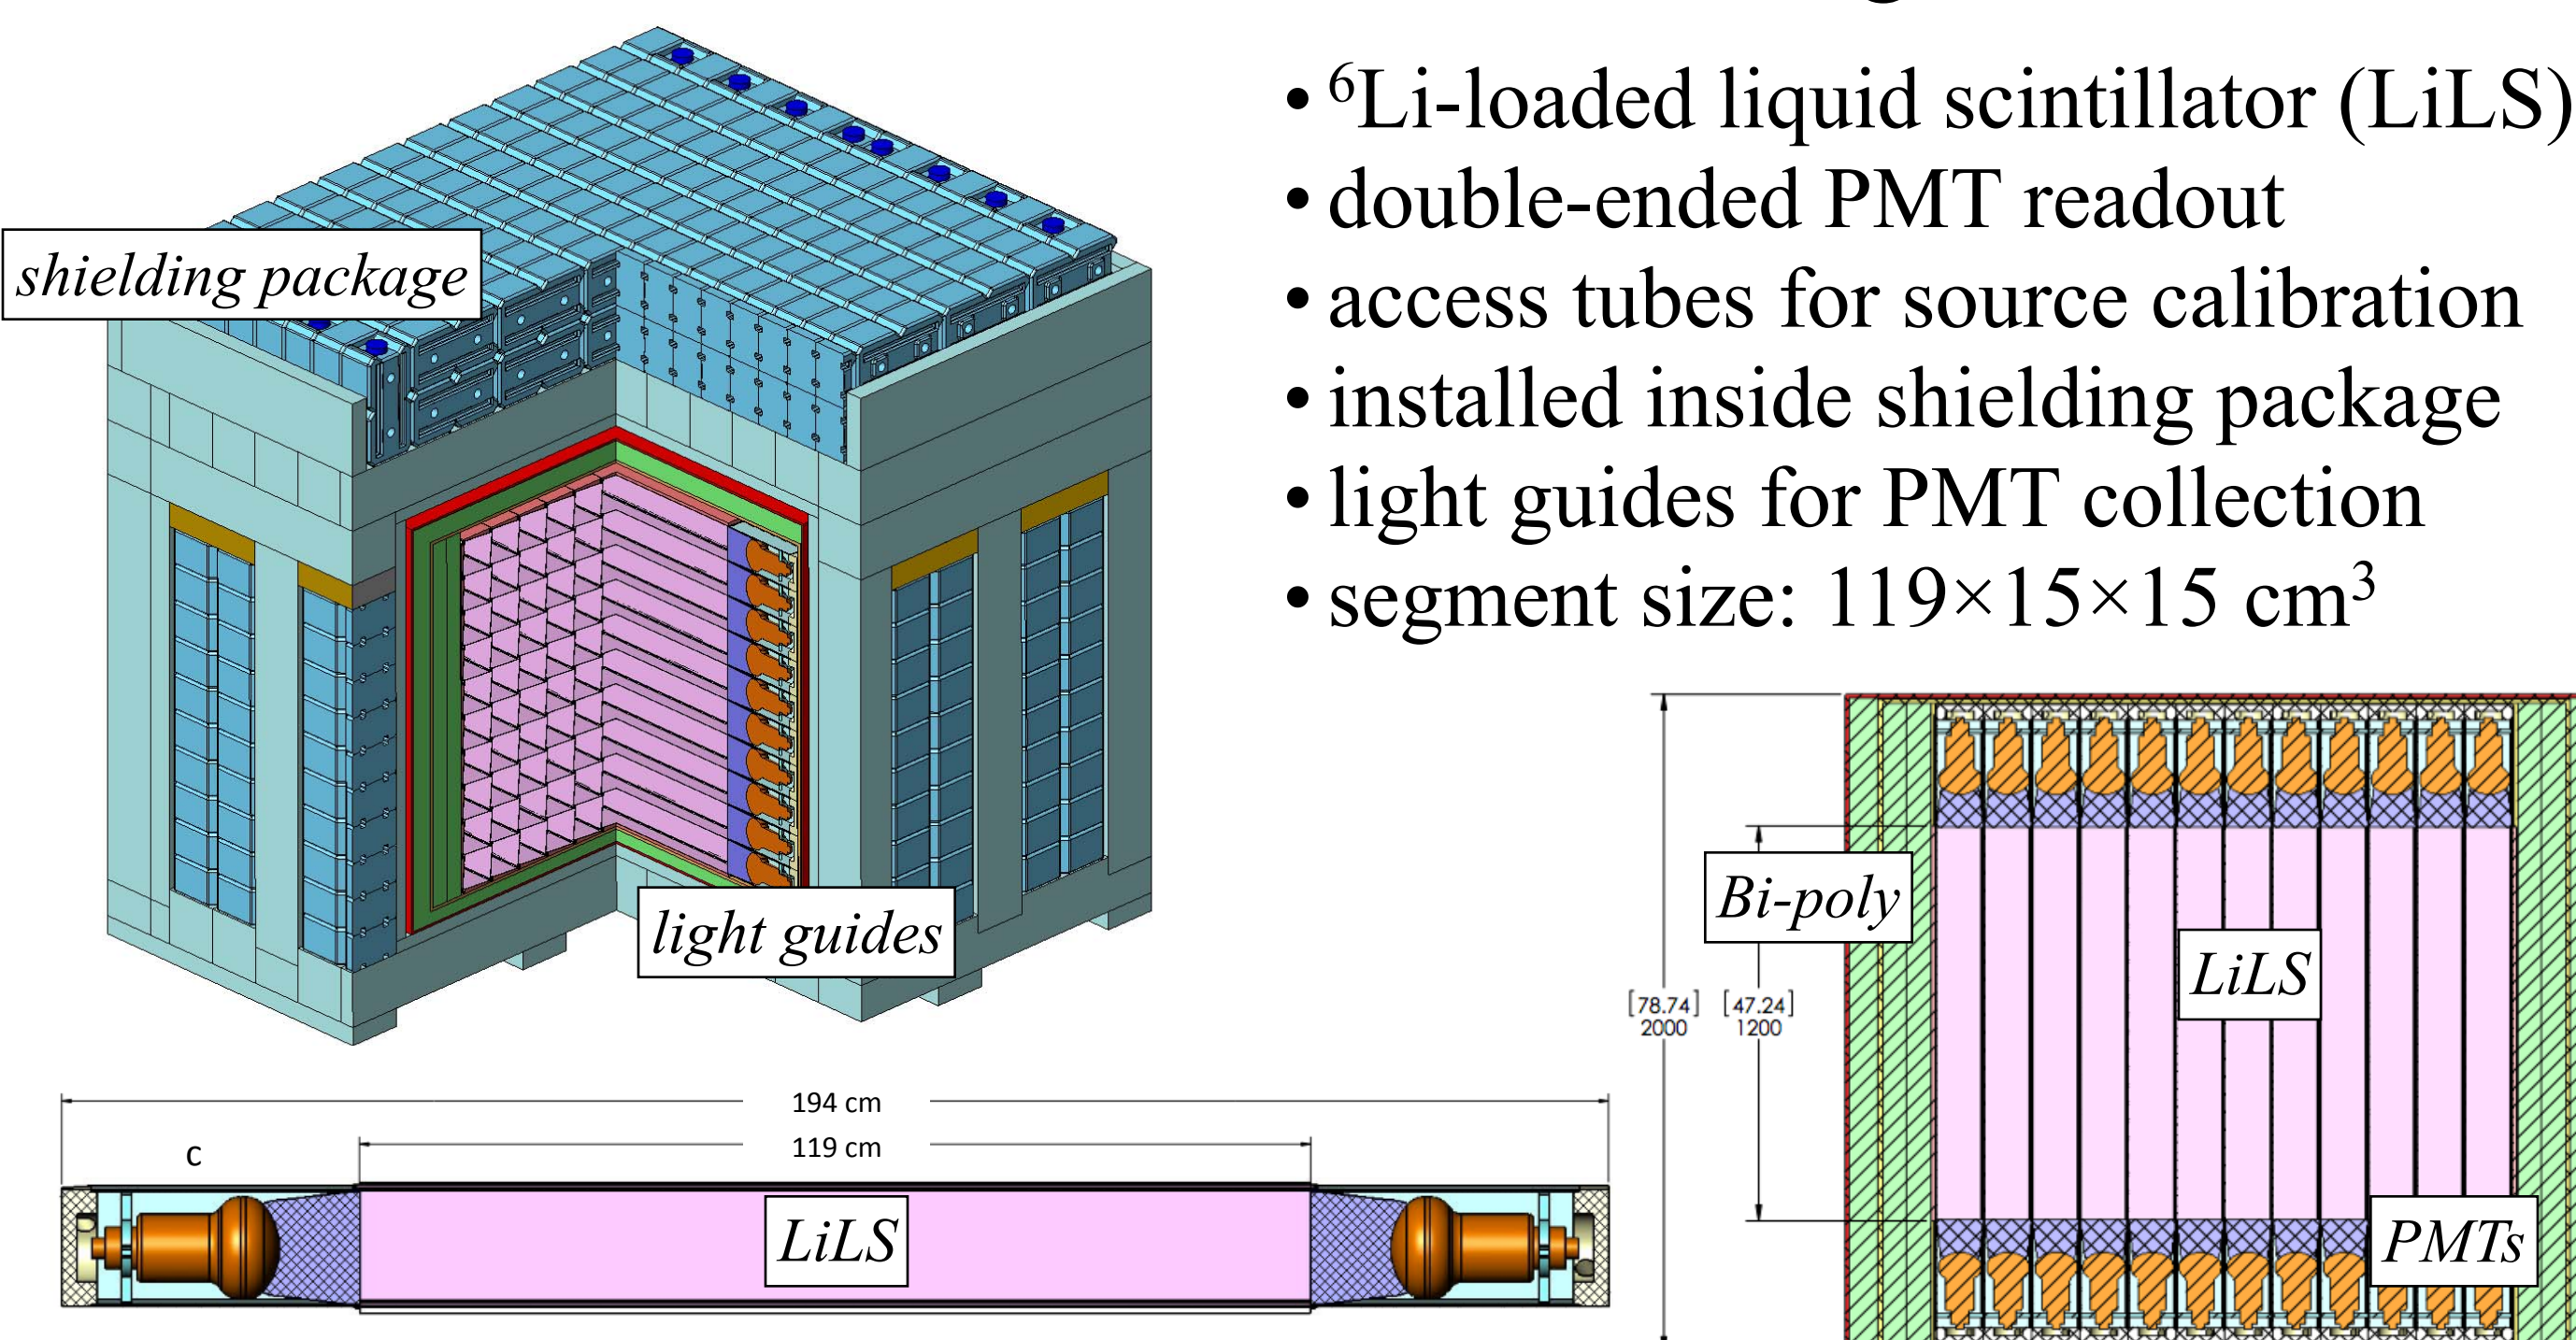 • ⁶Li-loaded liquid scintillator (LiLS)
• double-ended PMT readout
• access tubes for source calibration
• installed inside shielding package
• light guides for PMT collection
• segment size: 119×15×15 cm³
shielding package
light guides
Bi-poly
LiLS
[78.74]
2000
[47.24]
1200
PMTs
194 cm
119 cm
c
LiLS